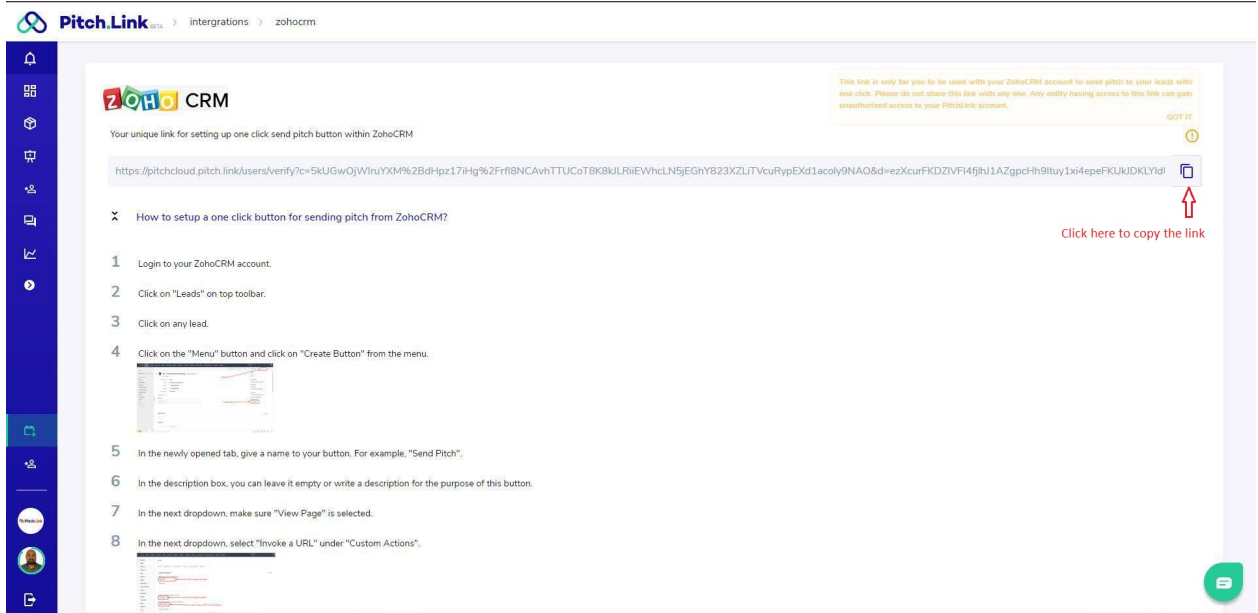 Pitch.Link BETA > intergrations > zohocrm
This link is only for you to be used with your ZohoCRM account to send pitch to your leads with
one click. Please do not share this link with any one. Any entity having access to this link can gain
unauthorized access to your PitchLink account.
GOT IT
ZOHO CRM
Your unique link for setting up one click send pitch button within ZohoCRM
https://pitchcloud.pitch.link/users/verify?
Click here to copy the link
How to setup a one click button for sending pitch from ZohoCRM?
1 Login to your ZohoCRM account.
2 Click on "Leads" on top toolbar.
3 Click on any lead.
4 Click on the "Menu" button and click on "Create Button" from the menu.
5 In the newly opened tab, give a name to your button. For example, "Send Pitch".
6 In the description box, you can leave it empty or write a description for the purpose of this button.
7 In the next dropdown, make sure "View Page" is selected.
8 In the next dropdown, select "Invoke a URL" under "Custom Actions".